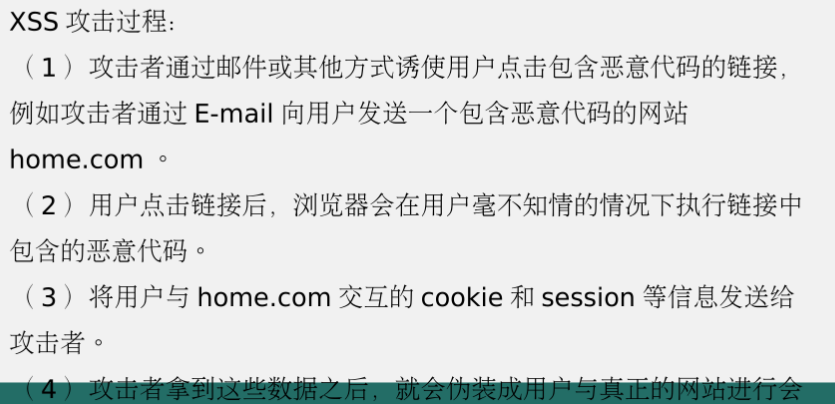 XSS 攻击过程:
（1）攻击者通过邮件或其他方式诱使用户点击包含恶意代码的链接,
例如攻击者通过 E-mail 向用户发送一个包含恶意代码的网站
home.com 。
（2）用户点击链接后, 浏览器会在用户毫不知情的情况下执行链接中
包含的恶意代码。
（3）将用户与 home.com 交互的 cookie 和 session 等信息发送给
攻击者。
（4）攻击者拿到这些数据之后, 就会伪装成用户与真正的网站进行会